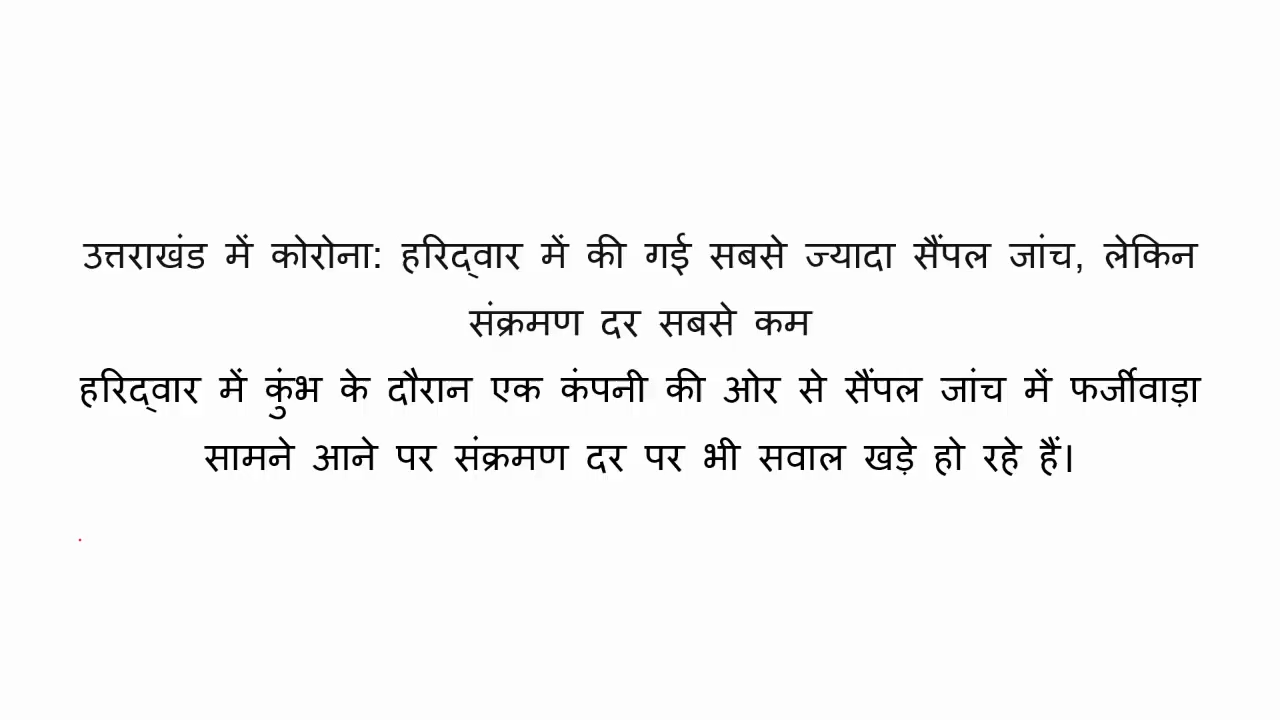 उत्तराखंड में कोरोना: हरिद्वार में की गई सबसे ज्यादा सैंपल जांच, लेकिन
संक्रमण दर सबसे कम
हरिद्वार में कुंभ के दौरान एक कंपनी की ओर से सैंपल जांच में फर्जीवाड़ा
सामने आने पर संक्रमण दर पर भी सवाल खड़े हो रहे हैं।